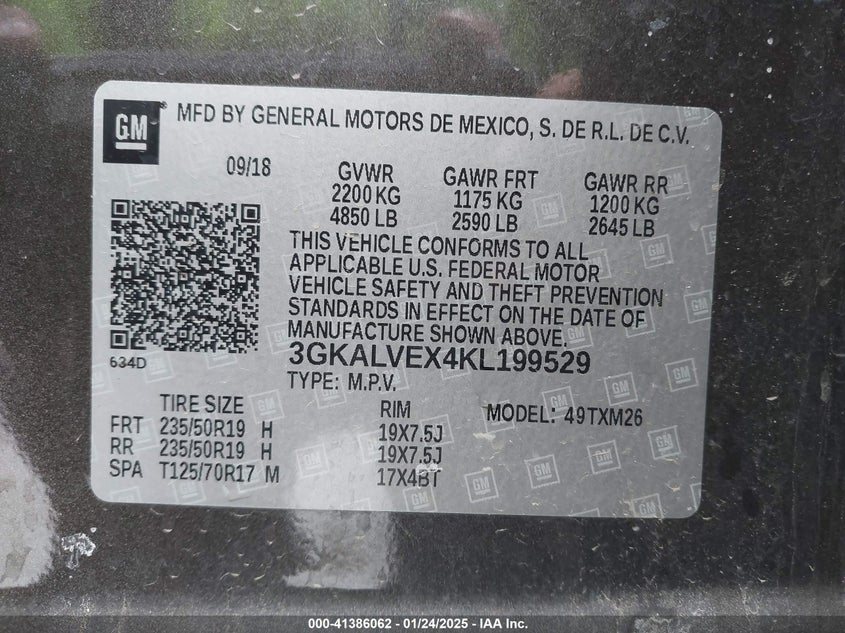 GM ® MFD BY GENERAL MOTORS DE MEXICO, S. DE R.L. DE C.V.
09/18 GVWR GAWR FRT GAWR RR
2200 KG 1175 KG 1200 KG
4850 LB 2590 LB 2645 LB
THIS VEHICLE CONFORMS TO ALL
APPLICABLE U.S. FEDERAL MOTOR
VEHICLE SAFETY AND THEFT PREVENTION
STANDARDS IN EFFECT ON THE DATE OF
MANUFACTURE SHOWN ABOVE.
634D
3GKALVEX4KL199529
TYPE: M.P.V.
TIRE SIZE RIM MODEL: 49TXM26
FRT 235/50R19 H 19X7.5J
RR 235/50R19 H 19X7.5J
SPA T125/70R17 M 17X4BT
000-41386062 - 01/24/2025 - IAA Inc.